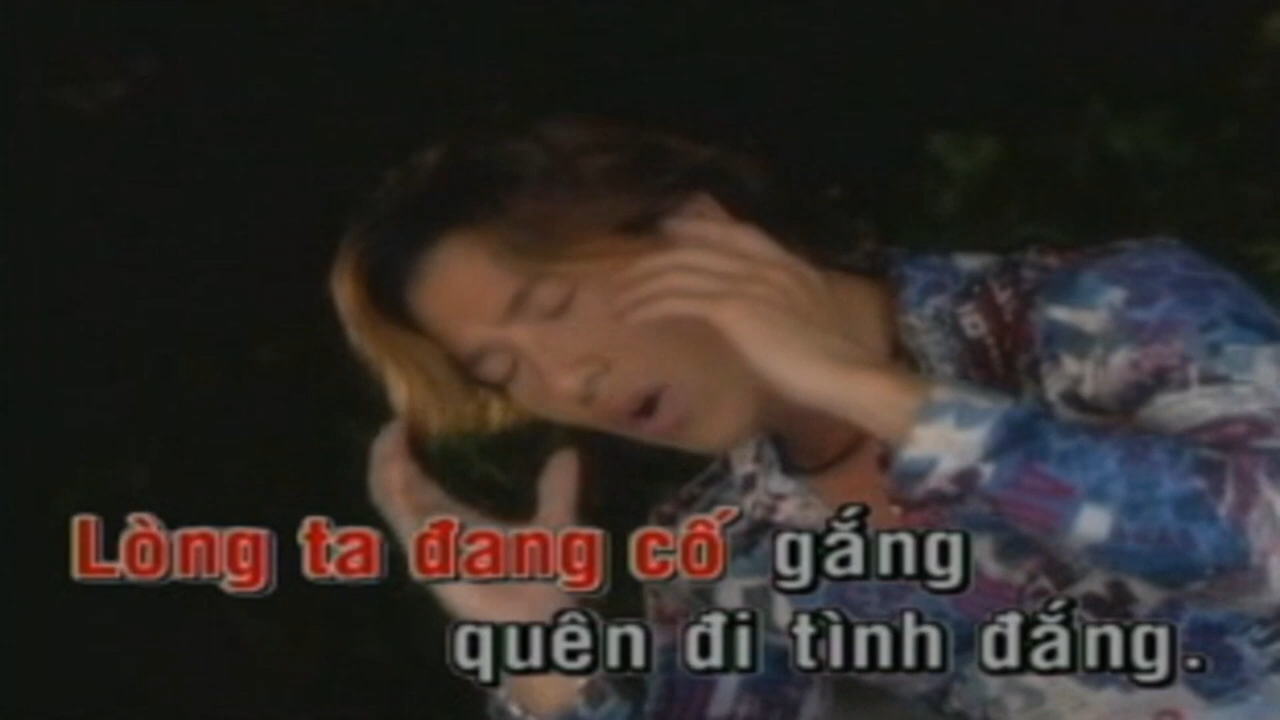 Lòng ta đang cố gắng
quên đi tình đắng.